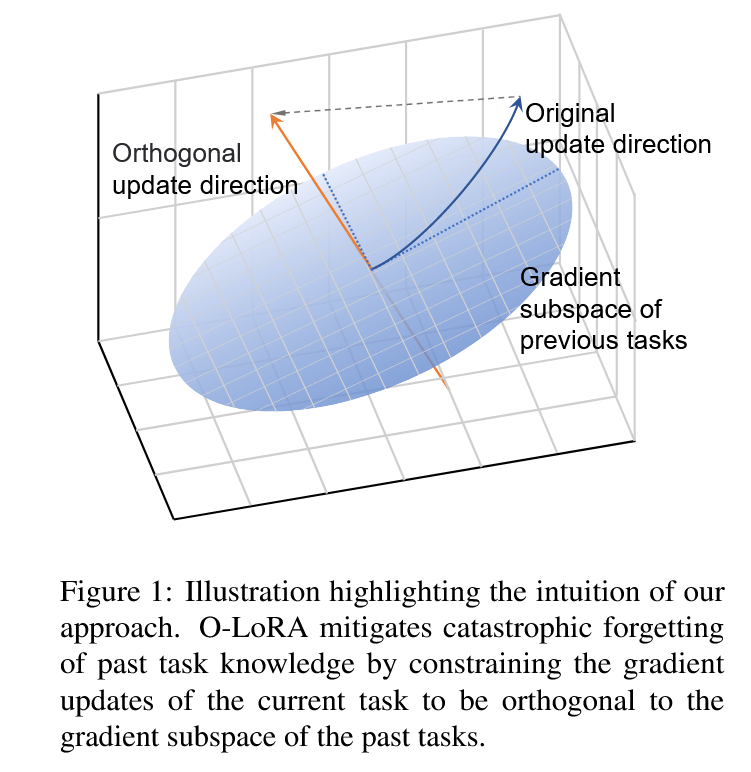 Original
update direction
Orthogonal
update direction
Gradient
subspace of
previous tasks
Figure 1: Illustration highlighting the intuition of our
approach. O-LoRA mitigates catastrophic forgetting
of past task knowledge by constraining the gradient
updates of the current task to be orthogonal to the
gradient subspace of the past tasks.